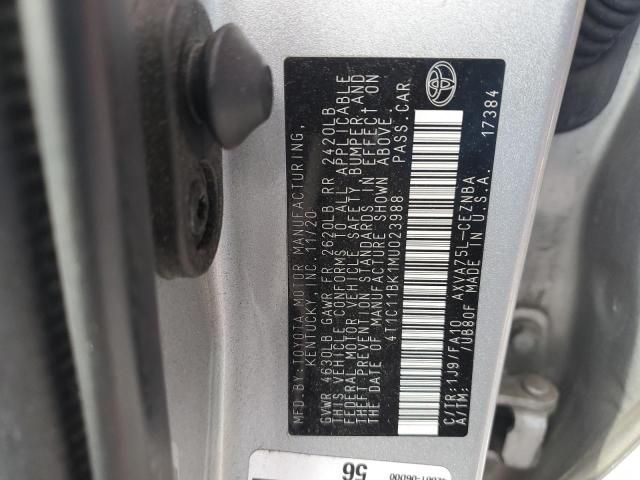 MFD. BY: TOYOTA MOTOR MANUFACTURING,
KENTUCKY, INC. 11/20
GVWR 4630LB GAWR FR 2620LB RR 2420LB
THIS VEHICLE CONFORMS TO ALL APPLICABLE
FEDERAL MOTOR VEHICLE SAFETY, BUMPER, AND
THEFT PREVENTION STANDARDS IN EFFECT ON
THE DATE OF MANUFACTURE SHOWN ABOVE.
4T1C11BK1MU023988 PASS. CAR
C/TR: 1J9/FA10 AXVA75L-CEZNBA
A/TM: /UB80F MADE IN U.S.A.
17384
56